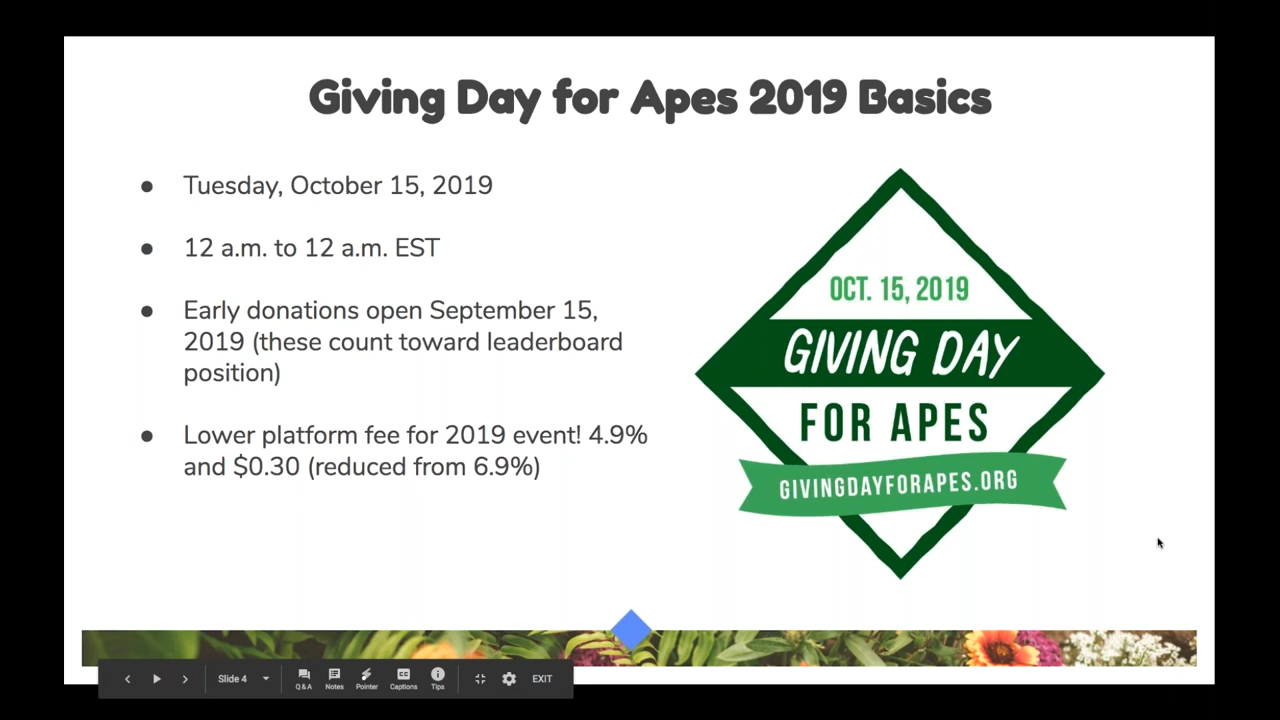 Giving Day for Apes 2019 Basics
● Tuesday, October 15, 2019
● 12 a.m. to 12 a.m. EST
● Early donations open September 15,
2019 (these count toward leaderboard
position)
● Lower platform fee for 2019 event! 4.9%
and $0.30 (reduced from 6.9%)
OCT. 15, 2019
GIVING DAY
FOR APES
GIVINGDAYFORAPES.ORG
Slide 4
Q&A Notes Pointer Captions Tips
EXIT